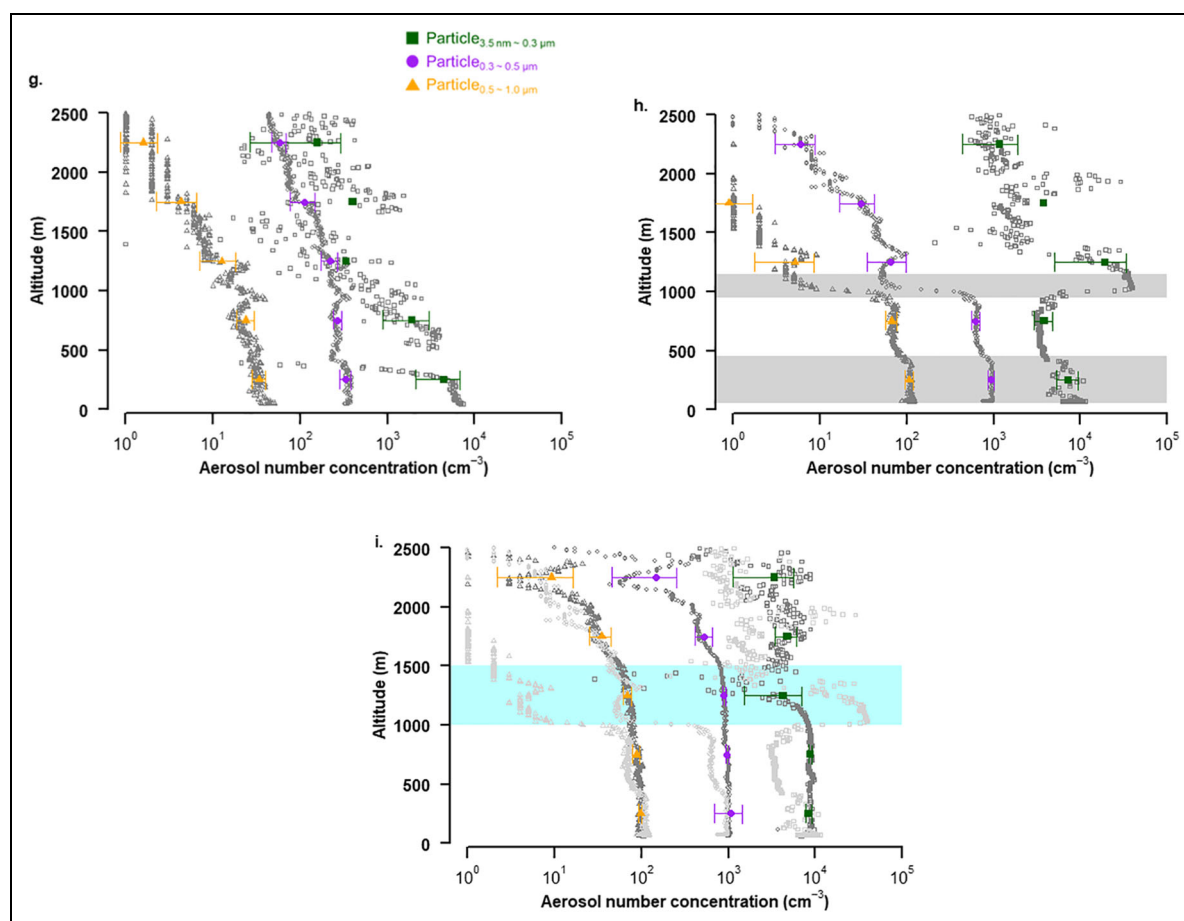 Particle3.5 nm ~ 0.3 µm
Particle0.3 ~ 0.5 µm
Particle0.5 ~ 1.0 µm
g.
2500
2000
1500
1000
500
0
Altitude (m)
10^0 10^1 10^2 10^3 10^4 10^5
Aerosol number concentration (cm⁻³)
h.
2500
2000
1500
1000
500
0
Altitude (m)
10^0 10^1 10^2 10^3 10^4 10^5
Aerosol number concentration (cm⁻³)
i.
2500
2000
1500
1000
500
0
Altitude (m)
10^0 10^1 10^2 10^3 10^4 10^5
Aerosol number concentration (cm⁻³)